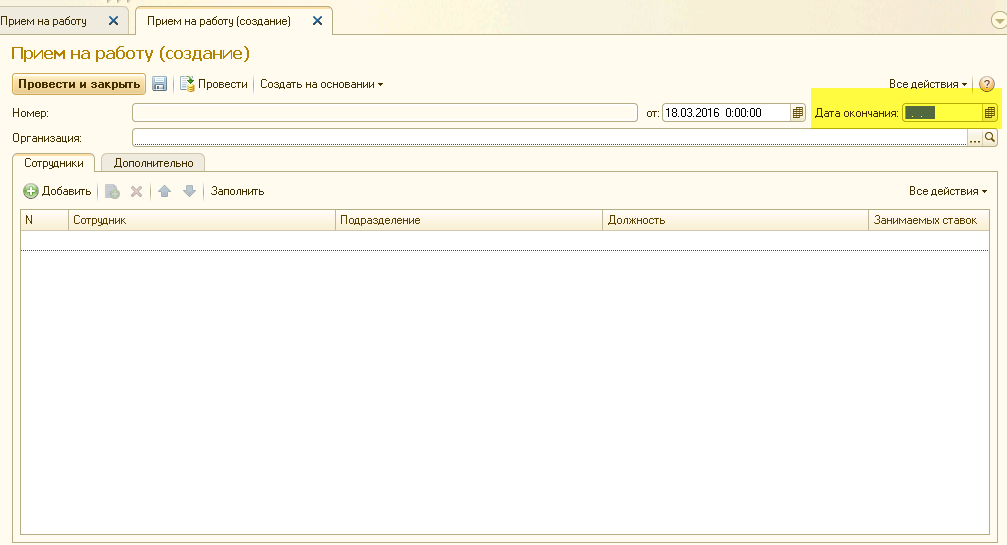 Прием на работу Прием на работу (создание)
Прием на работу (создание)
Провести и закрыть Провести Создать на основании Все действия ?
Номер: от: 18.03.2016 0:00:00 Дата окончания: . .
Организация: ...
Сотрудники Дополнительно
Добавить Заполнить Все действия
N Сотрудник Подразделение Должность Занимаемых ставок